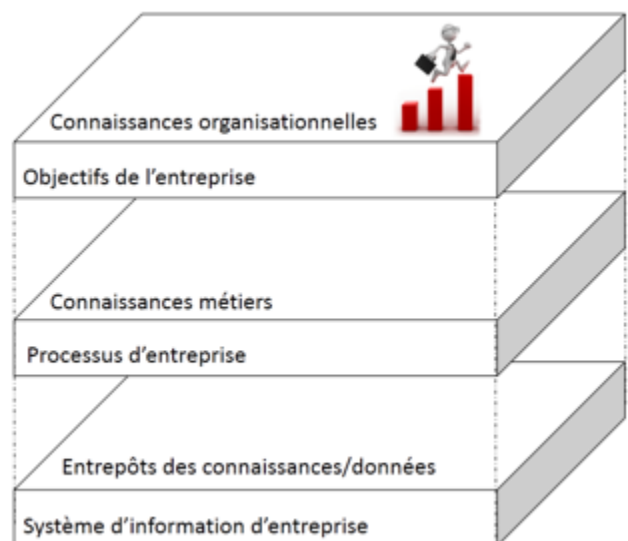 Connaissances organisationnelles
Objectifs de l'entreprise
Connaissances métiers
Processus d'entreprise
Entrepôts des connaissances/données
Système d'information d'entreprise